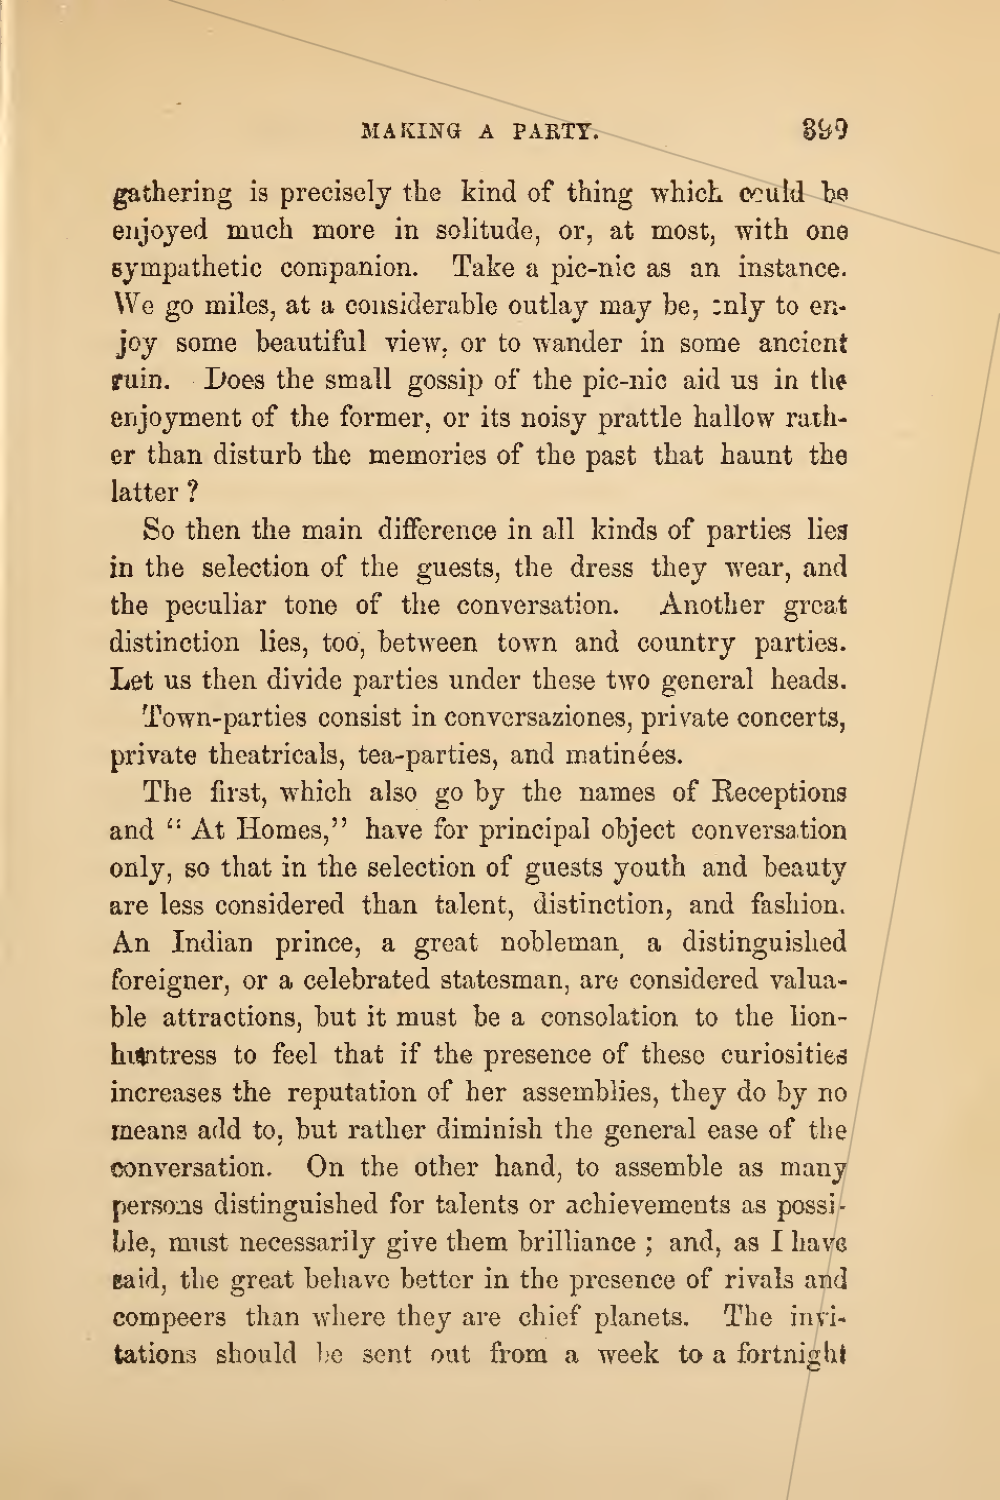 MAKING A PARTY. 399
gathering is precisely the kind of thing which could be
enjoyed much more in solitude, or, at most, with one
sympathetic companion. Take a pic-nic as an instance.
We go miles, at a considerable outlay may be, only to en-
joy some beautiful view, or to wander in some ancient
ruin. Does the small gossip of the pic-nic aid us in the
enjoyment of the former, or its noisy prattle hallow rath-
er than disturb the memories of the past that haunt the
latter ?
So then the main difference in all kinds of parties lies
in the selection of the guests, the dress they wear, and
the peculiar tone of the conversation. Another great
distinction lies, too, between town and country parties.
Let us then divide parties under these two general heads.
Town-parties consist in conversaziones, private concerts,
private theatricals, tea-parties, and matinées.
The first, which also go by the names of Receptions
and “ At Homes,” have for principal object conversation
only, so that in the selection of guests youth and beauty
are less considered than talent, distinction, and fashion.
An Indian prince, a great nobleman, a distinguished
foreigner, or a celebrated statesman, are considered valua-
ble attractions, but it must be a consolation to the lion-
huntress to feel that if the presence of these curiosities
increases the reputation of her assemblies, they do by no
means add to, but rather diminish the general ease of the
conversation. On the other hand, to assemble as many
persons distinguished for talents or achievements as possi-
ble, must necessarily give them brilliance ; and, as I have
said, the great behave better in the presence of rivals and
compeers than where they are chief planets. The invi-
tations should be sent out from a week to a fortnight